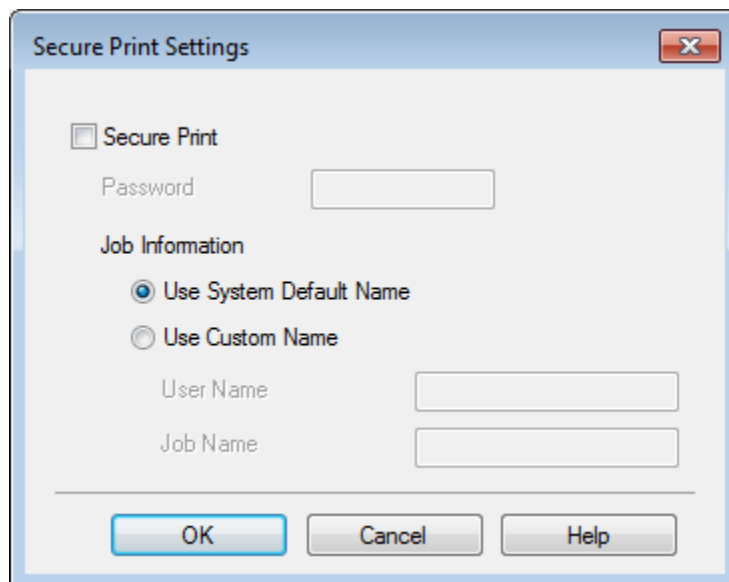 Secure Print Settings
Secure Print
Password
Job Information
Use System Default Name
Use Custom Name
User Name
Job Name
OK Cancel Help